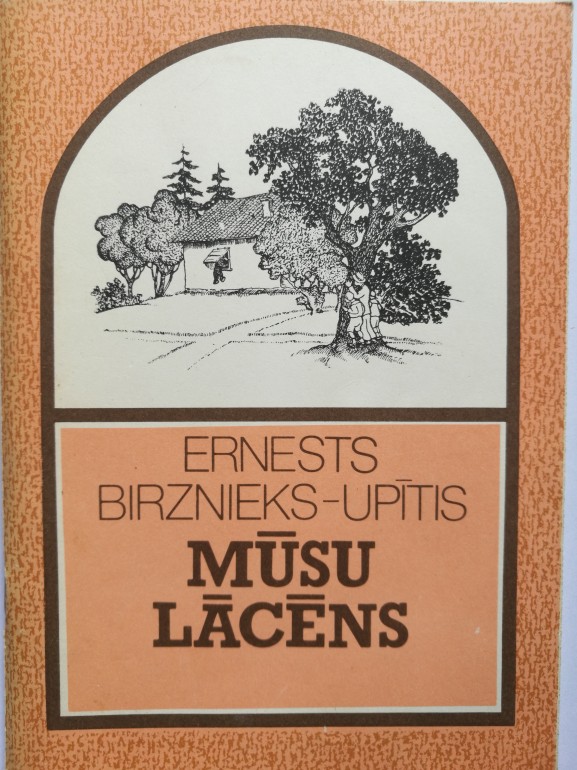 ERNESTS
BIRZNIEKS-UPĪTIS
MŪSU
LĀCĒNS